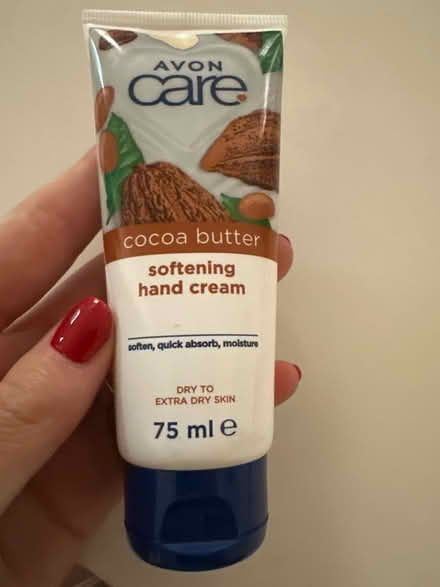 AVON
care
cocoa butter
softening
hand cream
soften, quick absorb, moisture
DRY TO
EXTRA DRY SKIN
75 ml e